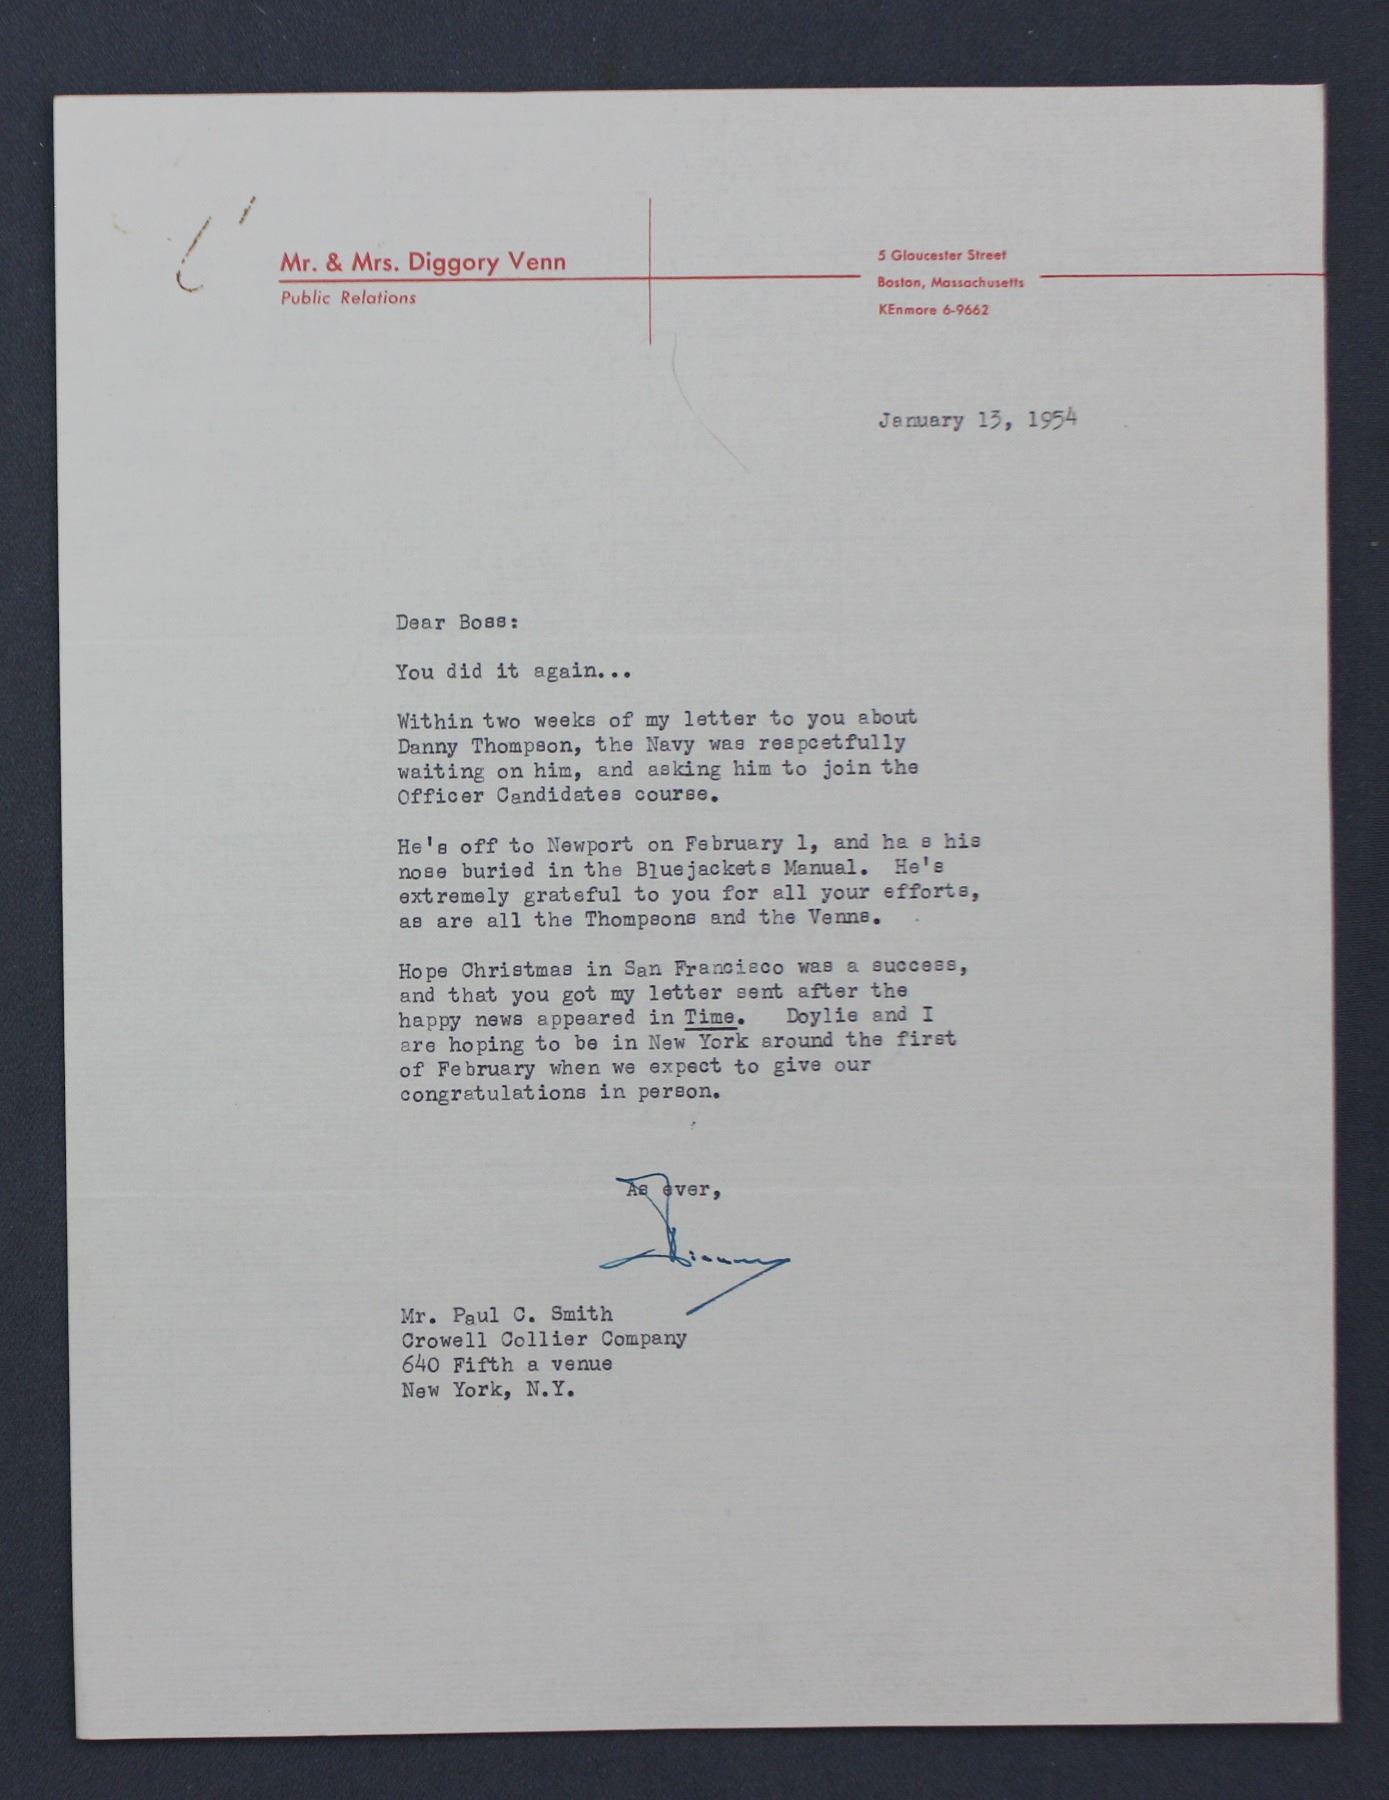 Mr. & Mrs. Diggory Venn
Public Relations
5 Gloucester Street
Boston, Massachusetts
KEnmore 6-9662
January 13, 1954
Dear Boss:
You did it again...
Within two weeks of my letter to you about
Danny Thompson, the Navy was respcetfully
waiting on him, and asking him to join the
Officer Candidates course.
He's off to Newport on February 1, and ha s his
nose buried in the Bluejackets Manual. He's
extremely grateful to you for all your efforts,
as are all the Thompsons and the Venns.
Hope Christmas in San Francisco was a success,
and that you got my letter sent after the
happy news appeared in Time. Doylie and I
are hoping to be in New York around the first
of February when we expect to give our
congratulations in person.
As ever,
Mr. Paul C. Smith
Crowell Collier Company
640 Fifth a venue
New York, N.Y.